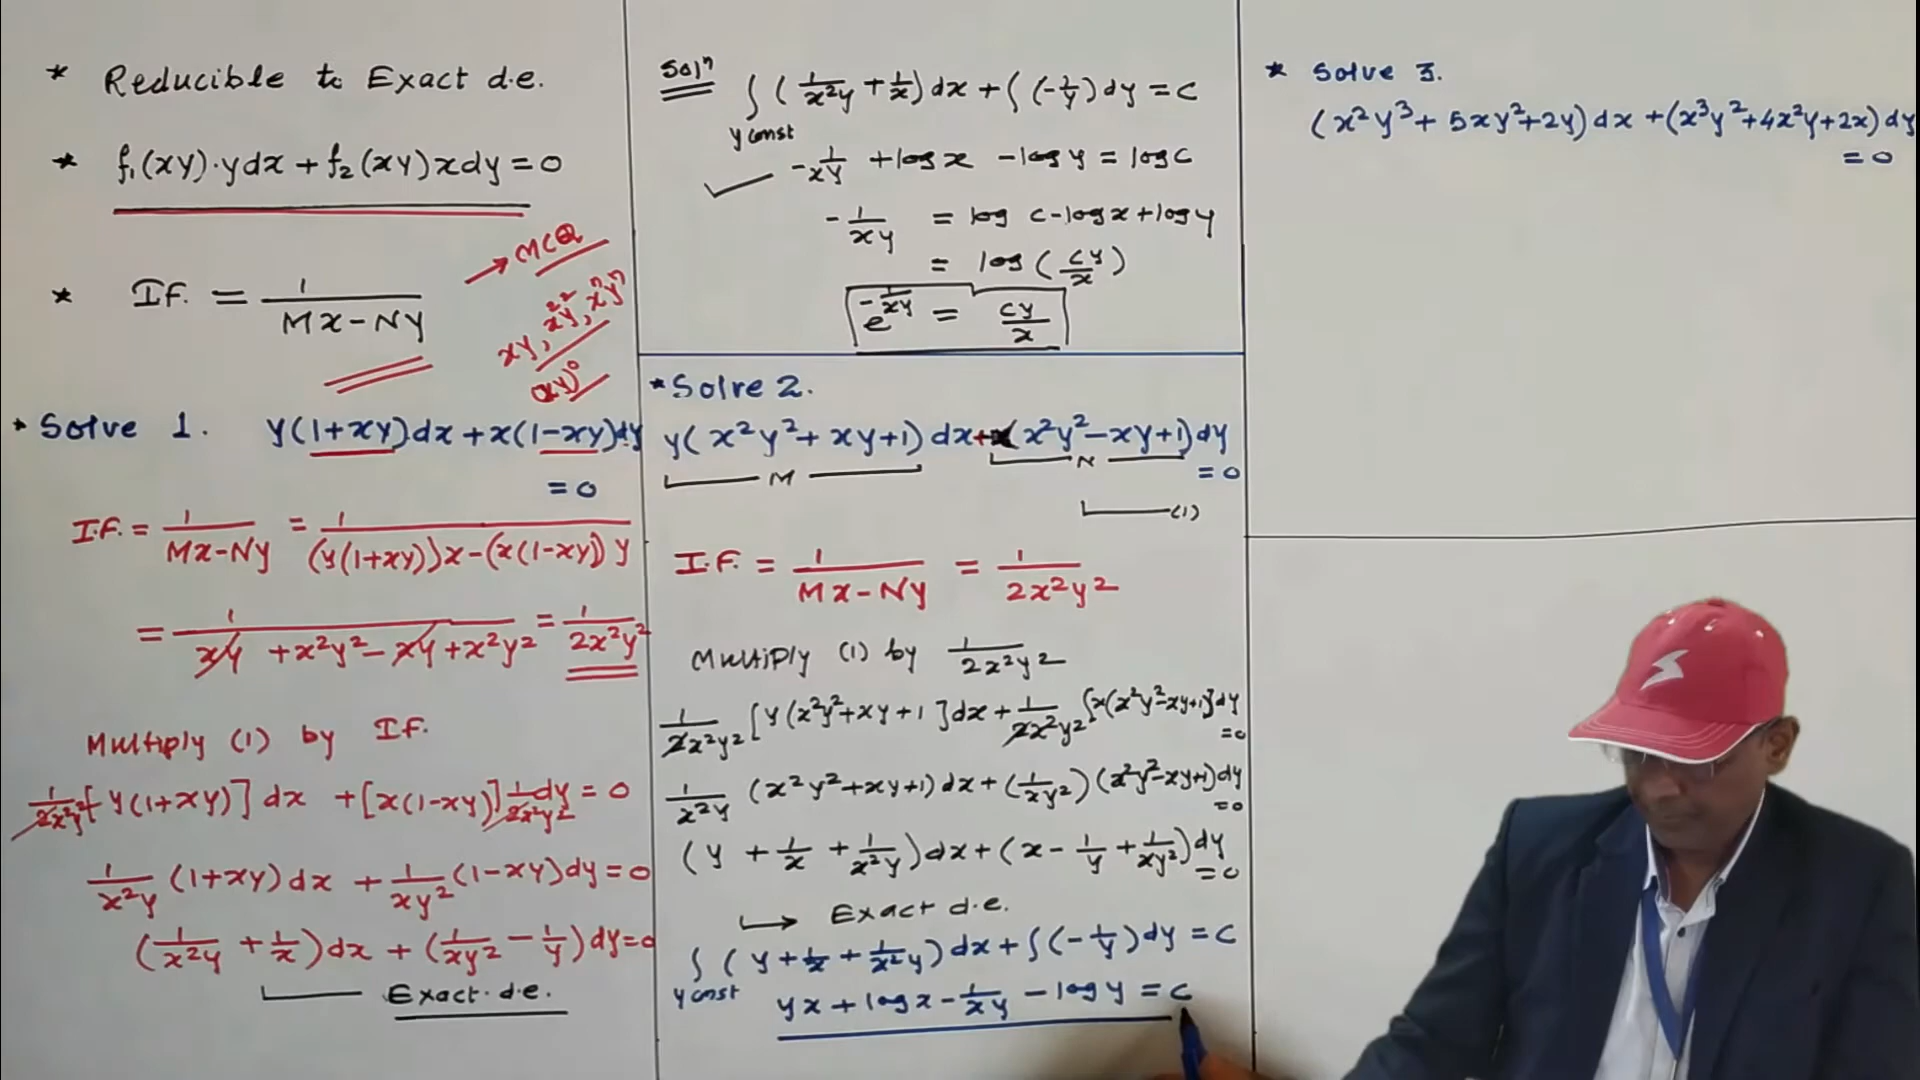 * Reducible to Exact d.e.
* f₁(xy)·ydx + f₂(xy)xdy = 0
* I.F. = 1/(Mx-Ny)
→ MCQ
xy, x²y², xⁿyⁿ
(xy)⁰
* Solve 1. y(1+xy)dx + x(1-xy)dy
= 0
I.F. = 1/(Mx-Ny) = 1/((y(1+xy))x-(x(1-xy))y)
= 1/(xy + x²y² - xy + x²y²) = 1/(2x²y²)
Multiply (1) by I.F.
1/(2x²y²) [y(1+xy)] dx + [x(1-xy)] 1/(2x²y²) dy = 0
1/(x²y) (1+xy) dx + 1/(xy²) (1-xy)dy = 0
(1/(x²y) + 1/x) dx + (1/(xy²) - 1/y) dy = 0
Exact d.e.
Solⁿ ∫ (1/(x²y) + 1/x) dx + ∫ (-1/y) dy = c
y const
-1/(xy) + log x - log y = log c
-1/(xy) = log c - log x + log y
= log (cy/x)
e^(-1/(xy)) = cy/x
* Solve 2.
y(x²y² + xy+1) dx + x(x²y² - xy+1) dy
= 0
M N
(1)
I.F. = 1/(Mx-Ny) = 1/(2x²y²)
Multiply (1) by 1/(2x²y²)
1/(2x²y²) [y(x²y²+xy+1] dx + 1/(2x²y²) [x(x²y²-xy+1] dy
= 0
1/(x²y) (x²y²+xy+1) dx + (1/(xy²)) (x²y²-xy+1) dy
= 0
(y + 1/x + 1/(x²y)) dx + (x - 1/y + 1/(xy²)) dy
= 0
→ Exact d.e.
∫ (y + 1/x + 1/(x²y)) dx + ∫ (-1/y) dy = c
y const
yx + log x - 1/(xy) - log y = c
* Solve 3.
(x²y³ + 5xy²+2y) dx + (x³y²+4x²y+2x) dy
= 0